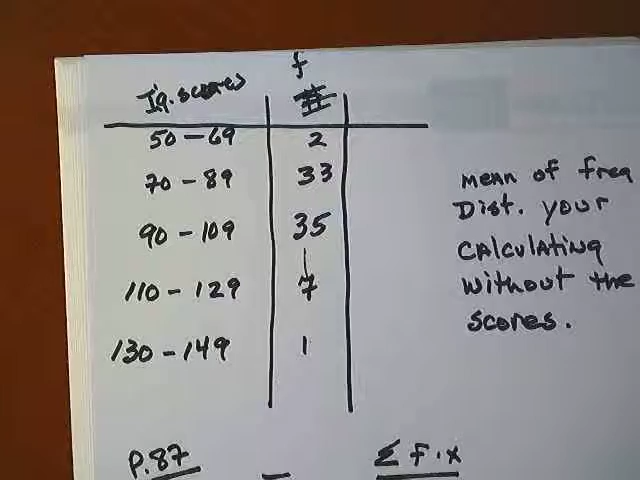 f
I.q. scores #
50 – 69 2
70 – 89 33
90 – 109 35
110 – 129 7
130 – 149 1
mean of freq
Dist. your
CALCULATING
without the
scores.
P.87
Σ f·x